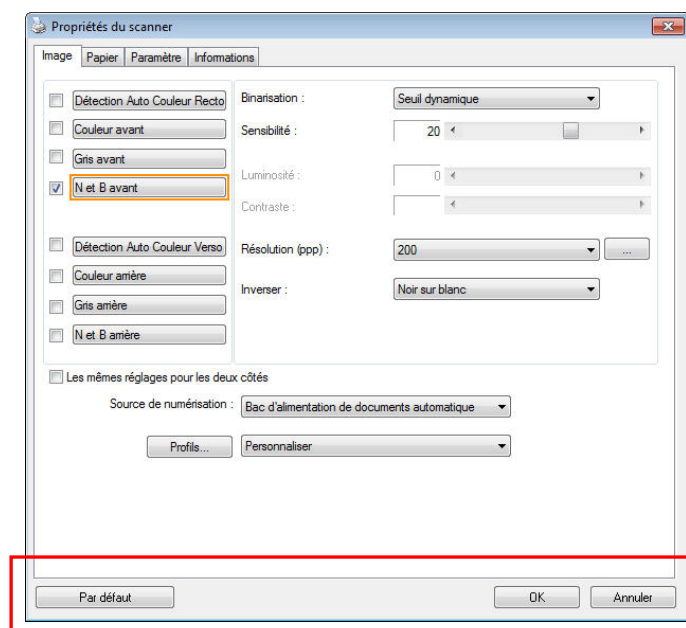 Propriétés du scanner
Image Papier Paramètre Informations
Détection Auto Couleur Recto
Couleur avant
Gris avant
N et B avant
Détection Auto Couleur Verso
Couleur arrière
Gris arrière
N et B arrière
Binarisation : Seuil dynamique
Sensibilité : 20
Luminosité : 0
Contraste :
Résolution (ppp) : 200 ...
Inverser : Noir sur blanc
Les mêmes réglages pour les deux côtés
Source de numérisation : Bac d'alimentation de documents automatique
Profils... Personnaliser
Par défaut OK Annuler